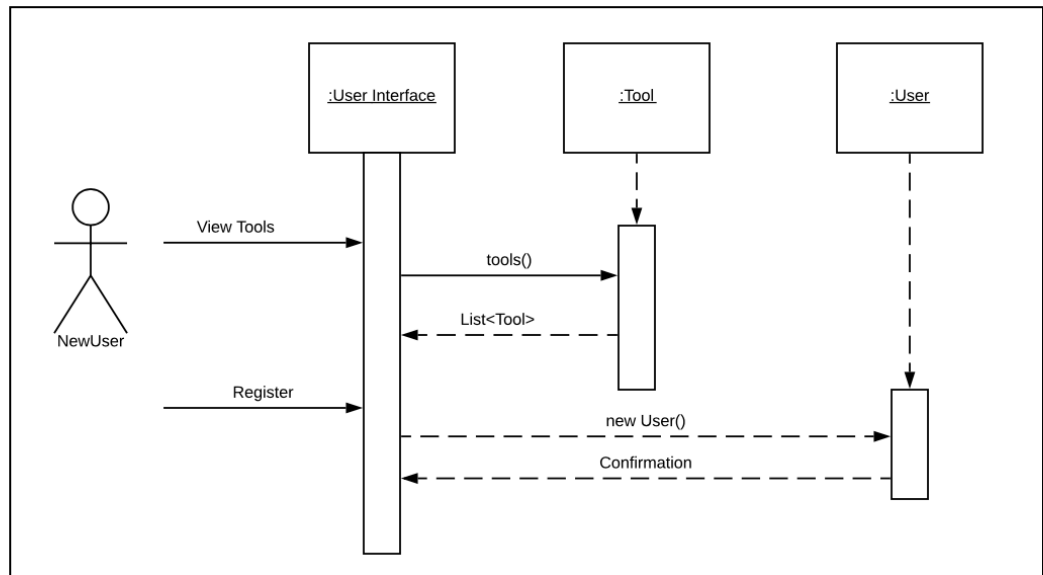 :User Interface
:Tool
:User
View Tools
tools()
List<Tool>
NewUser
Register
new User()
Confirmation